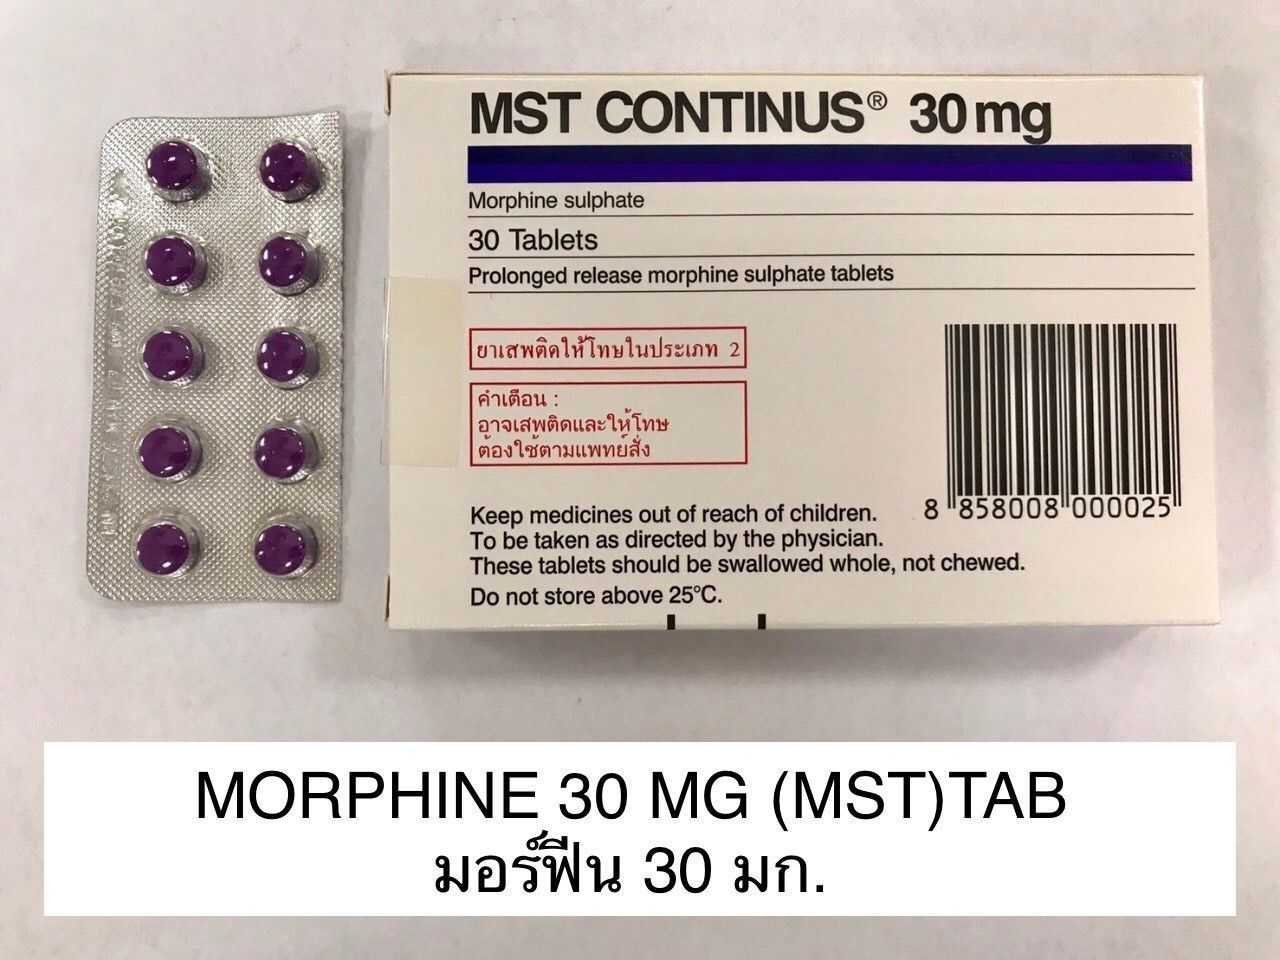 MST CONTINUS® 30 mg
Morphine sulphate
30 Tablets
Prolonged release morphine sulphate tablets
ยาเสพติดให้โทษในประเภท 2
คำเตือน :
อาจเสพติดและให้โทษ
ต้องใช้ตามแพทย์สั่ง
8 858008 000025
Keep medicines out of reach of children.
To be taken as directed by the physician.
These tablets should be swallowed whole, not chewed.
Do not store above 25°C.
MORPHINE 30 MG (MST)TAB
มอร์ฟีน 30 มก.